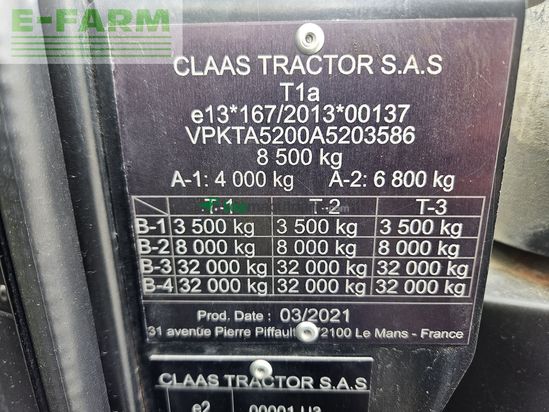 E-FARM
CLAAS TRACTOR S.A.S
T1a
e13*167/2013*00137
VPKTA5200A5203586
8 500 kg
A-1: 4 000 kg A-2: 6 800 kg
T-1 T-2 T-3
B-1 3 500 kg 3 500 kg 3 500 kg
B-2 8 000 kg 8 000 kg 8 000 kg
B-3 32 000 kg 32 000 kg 32 000 kg
B-4 32 000 kg 32 000 kg 32 000 kg
Prod. Date : 03/2021
31 avenue Pierre Piffault 72100 Le Mans - France
CLAAS TRACTOR S.A.S
e2 00001 U3